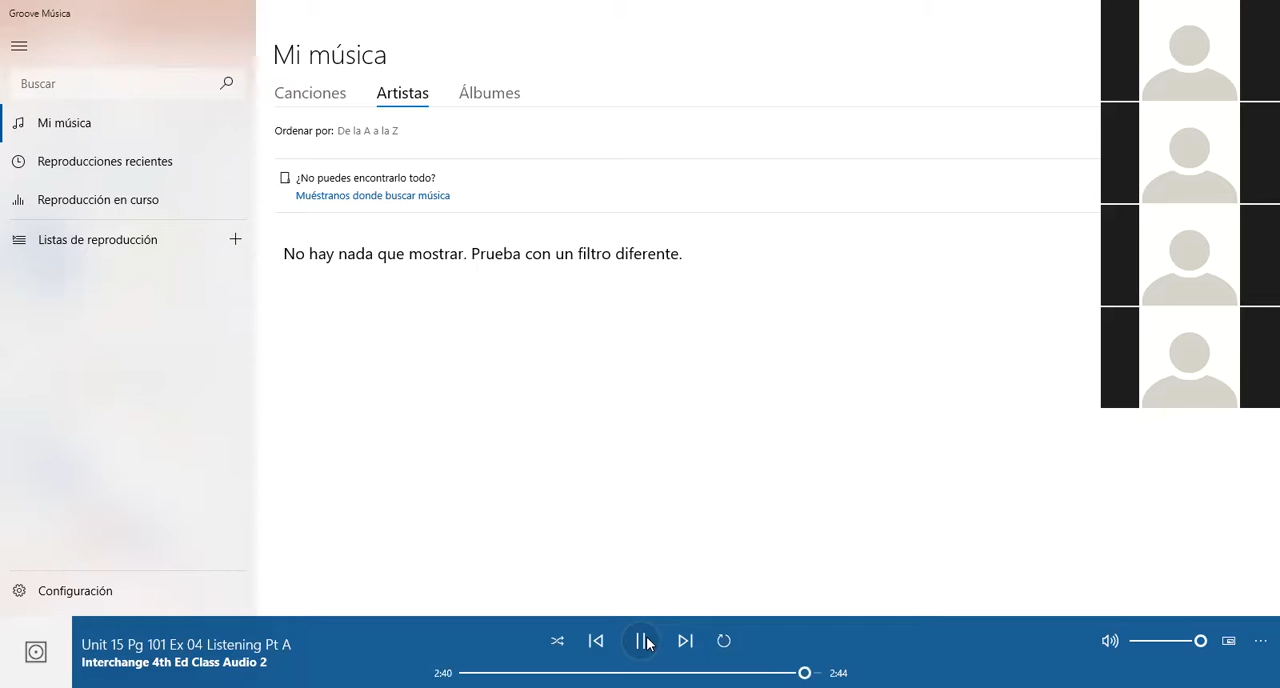 Groove Música
Buscar
Mi música
Reproducciones recientes
Reproducción en curso
Listas de reproducción
Configuración
Mi música
Canciones Artistas Álbumes
Ordenar por: De la A a la Z
¿No puedes encontrarlo todo?
Muéstranos donde buscar música
No hay nada que mostrar. Prueba con un filtro diferente.
Unit 15 Pg 101 Ex 04 Listening Pt A
Interchange 4th Ed Class Audio 2
2:40 2:44